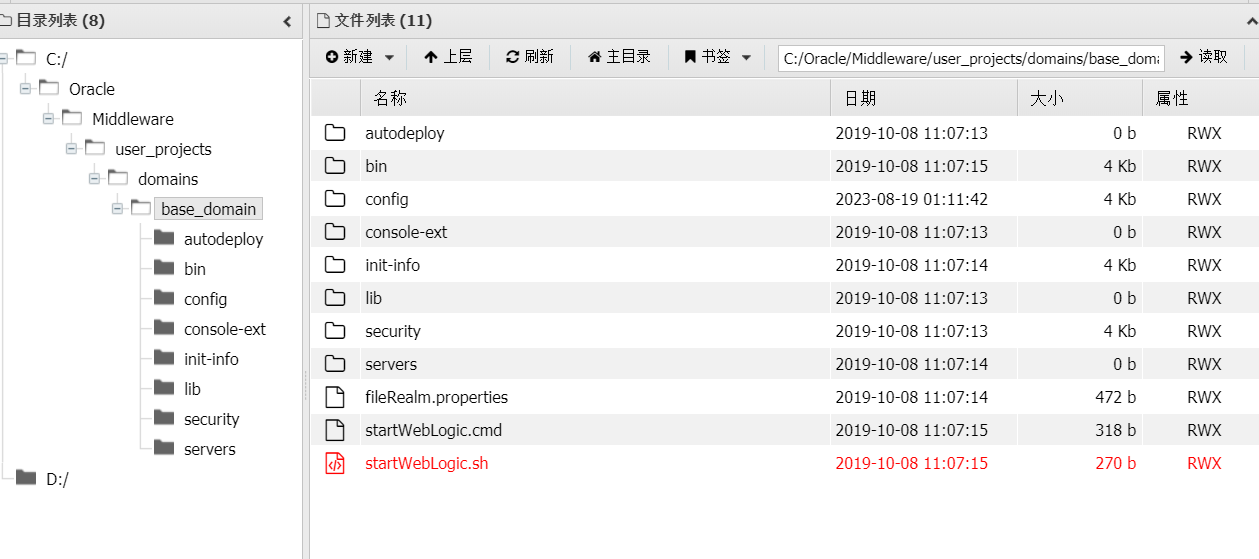 目录列表 (8)
C:/
Oracle
Middleware
user_projects
domains
base_domain
autodeploy
bin
config
console-ext
init-info
lib
security
servers
D:/
文件列表 (11)
新建 上层 刷新 主目录 书签 C:/Oracle/Middleware/user_projects/domains/base_doma 读取
名称 日期 大小 属性
autodeploy 2019-10-08 11:07:13 0 b RWX
bin 2019-10-08 11:07:15 4 Kb RWX
config 2023-08-19 01:11:42 4 Kb RWX
console-ext 2019-10-08 11:07:13 0 b RWX
init-info 2019-10-08 11:07:14 4 Kb RWX
lib 2019-10-08 11:07:13 0 b RWX
security 2019-10-08 11:07:13 4 Kb RWX
servers 2019-10-08 11:07:14 0 b RWX
fileRealm.properties 2019-10-08 11:07:14 472 b RWX
startWebLogic.cmd 2019-10-08 11:07:15 318 b RWX
startWebLogic.sh 2019-10-08 11:07:15 270 b RWX